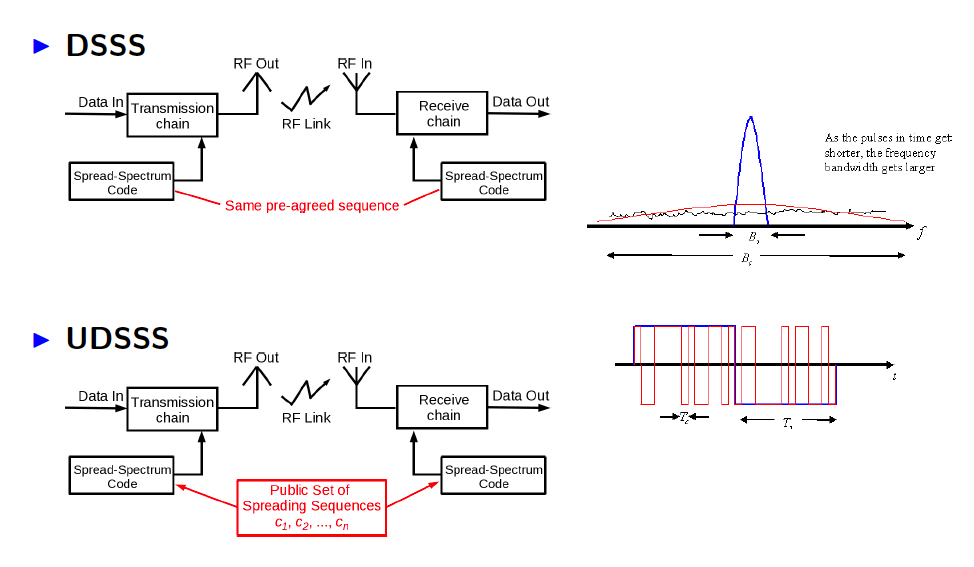 DSSS
RF Out
RF In
Data In
Transmission
chain
RF Link
Receive
chain
Data Out
Spread-Spectrum
Code
Same pre-agreed sequence
Spread-Spectrum
Code
As the pulses in time get
shorter, the frequency
bandwidth gets larger
f
B
B
UDSSS
RF Out
RF In
Data In
Transmission
chain
RF Link
Receive
chain
Data Out
Spread-Spectrum
Code
Public Set of
Spreading Sequences
c1, c2, ..., cn
Spread-Spectrum
Code
t
Tc
T